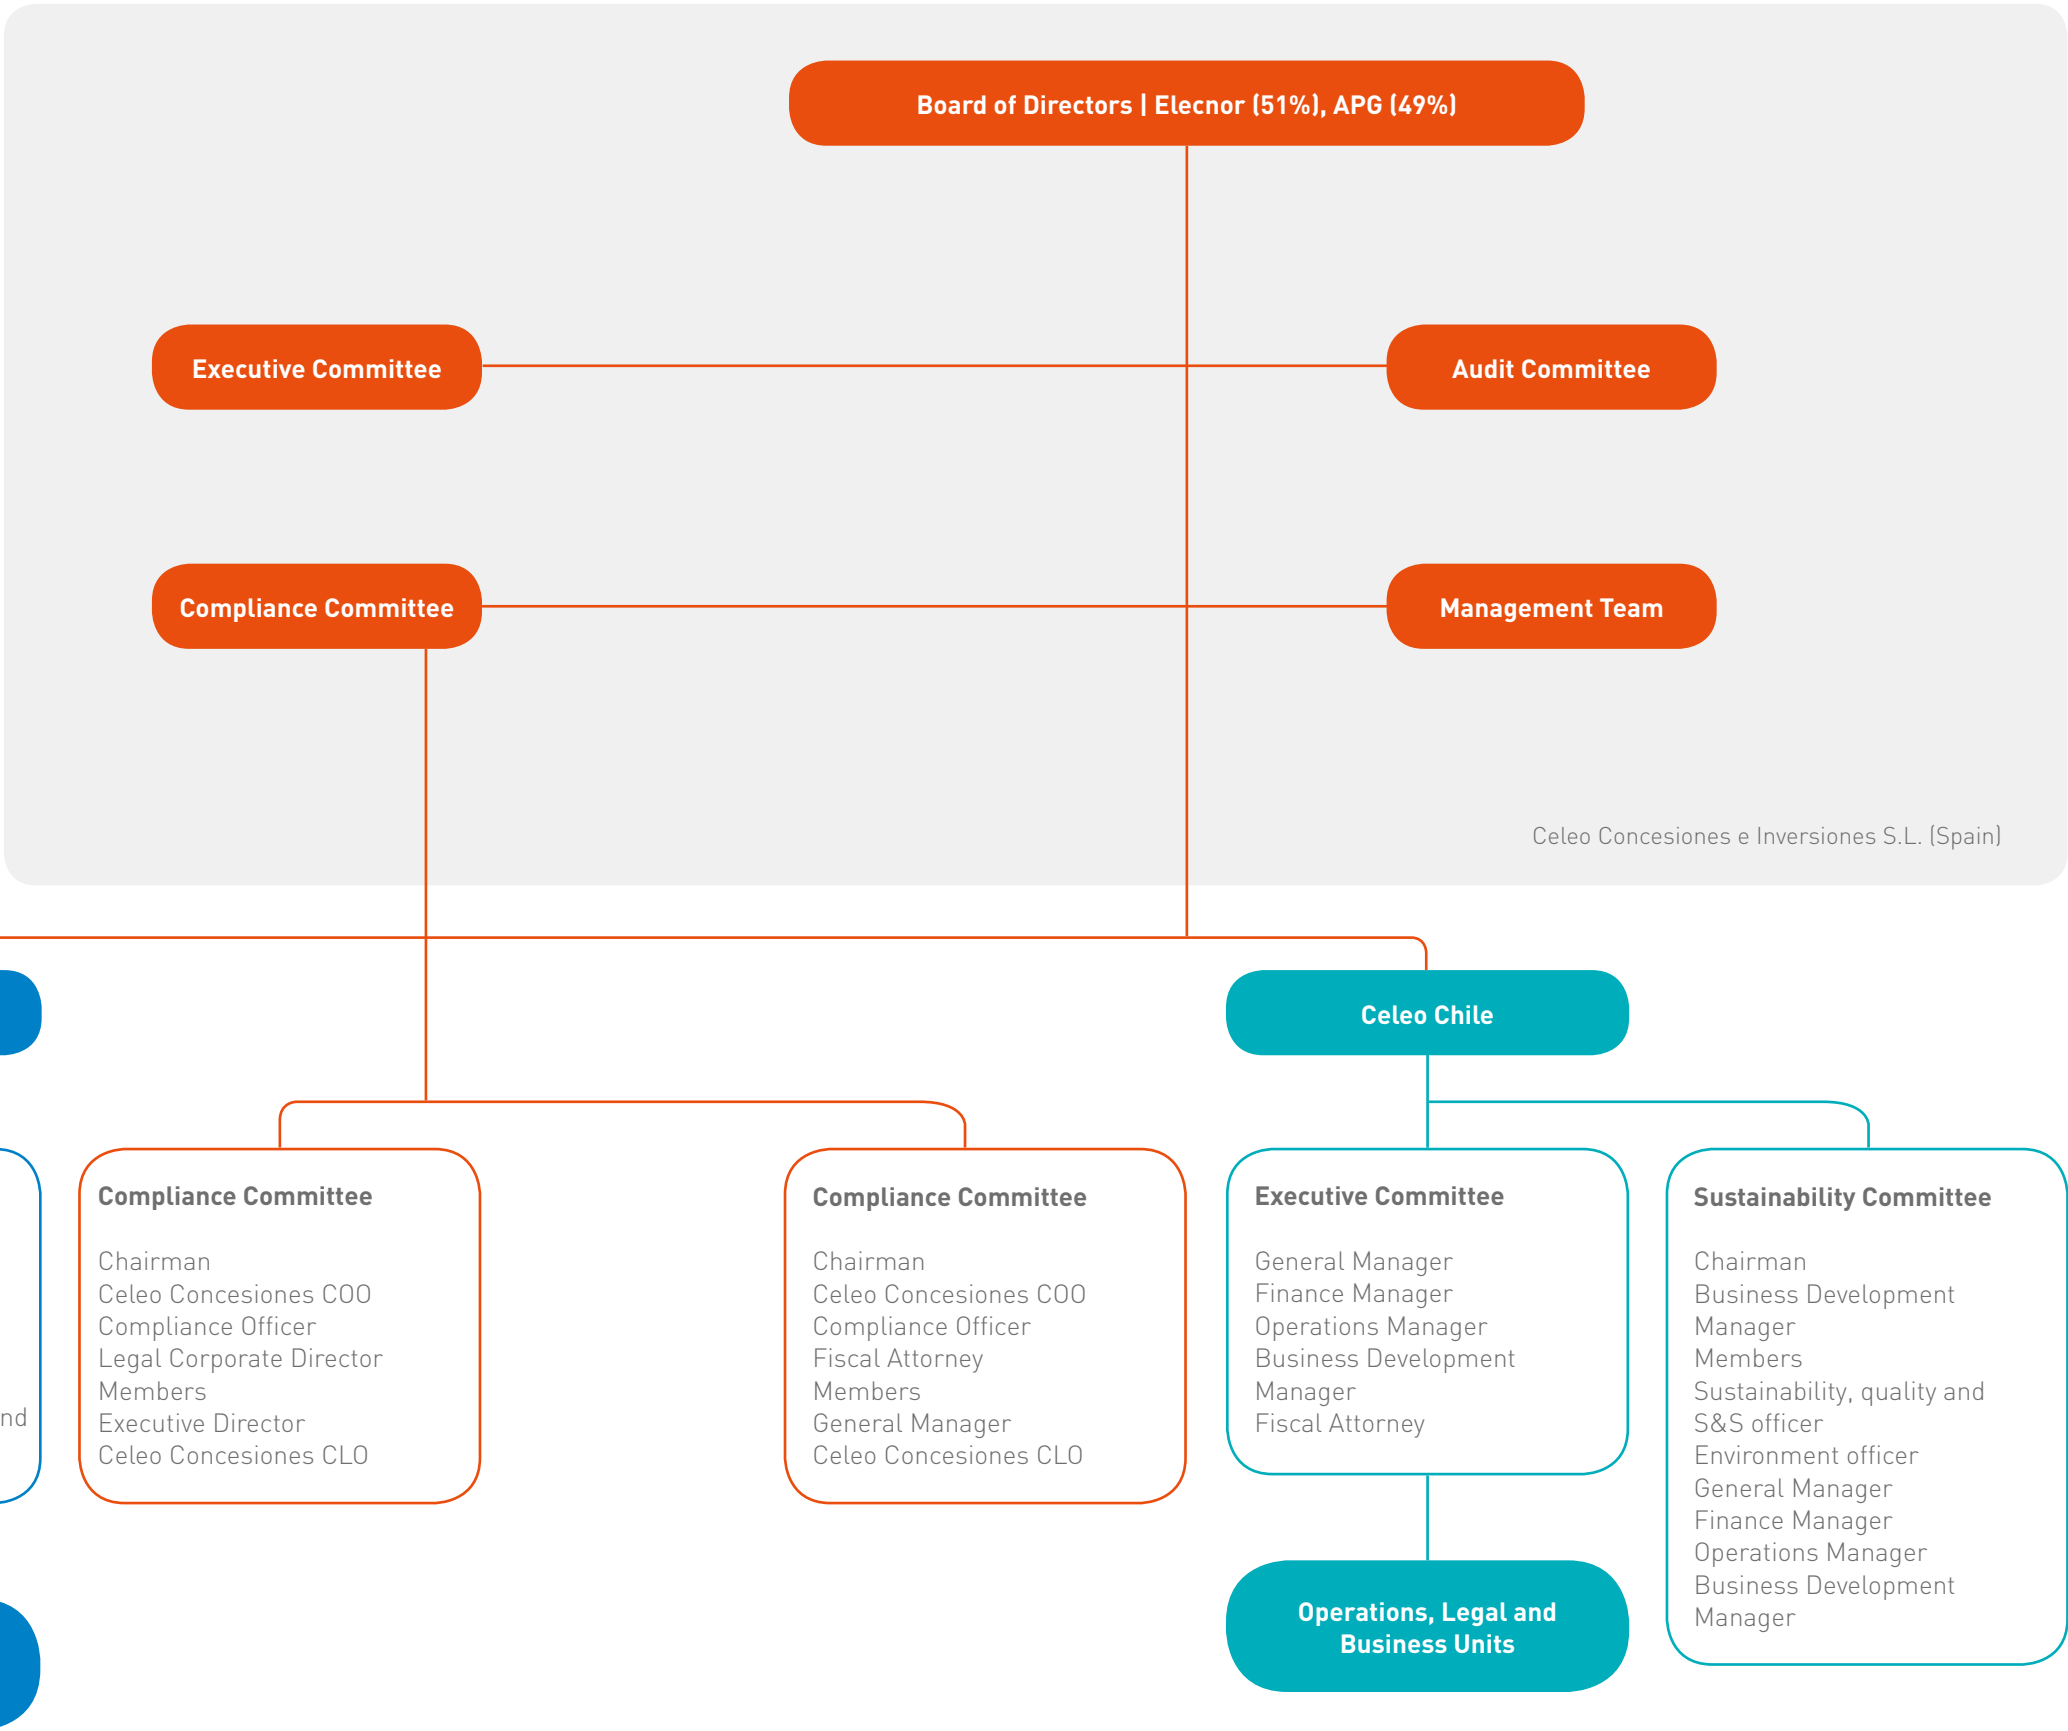 Board of Directors | Elecnor (51%), APG (49%)
Executive Committee
Audit Committee
Compliance Committee
Management Team
Celeo Concesiones e Inversiones S.L. (Spain)
Celeo Chile
nd
Compliance Committee
Chairman
Celeo Concesiones COO
Compliance Officer
Legal Corporate Director
Members
Executive Director
Celeo Concesiones CLO
Compliance Committee
Chairman
Celeo Concesiones COO
Compliance Officer
Fiscal Attorney
Members
General Manager
Celeo Concesiones CLO
Executive Committee
General Manager
Finance Manager
Operations Manager
Business Development
Manager
Fiscal Attorney
Sustainability Committee
Chairman
Business Development
Manager
Members
Sustainability, quality and
S&S officer
Environment officer
General Manager
Finance Manager
Operations Manager
Business Development
Manager
Operations, Legal and
Business Units